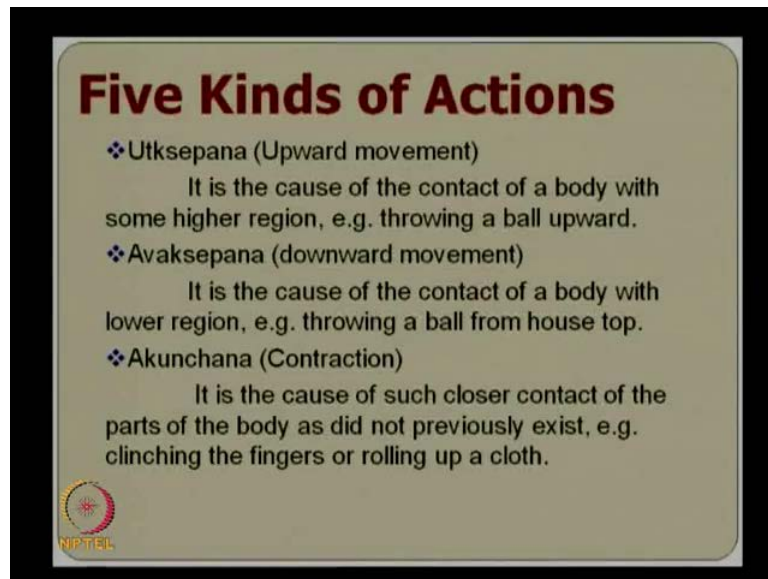 Five Kinds of Actions
❖Utksepana (Upward movement)
It is the cause of the contact of a body with
some higher region, e.g. throwing a ball upward.
❖Avaksepana (downward movement)
It is the cause of the contact of a body with
lower region, e.g. throwing a ball from house top.
❖Akunchana (Contraction)
It is the cause of such closer contact of the
parts of the body as did not previously exist, e.g.
clinching the fingers or rolling up a cloth.
NPTEL